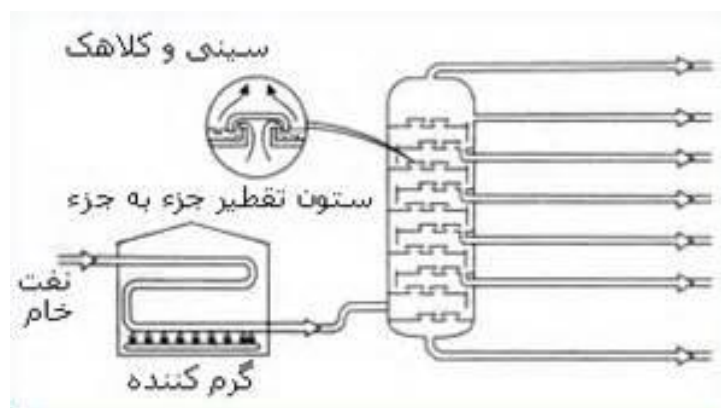 سینی و کلاهک
ستون تقطیر جزء به جزء
نفت
خام
گرم کننده